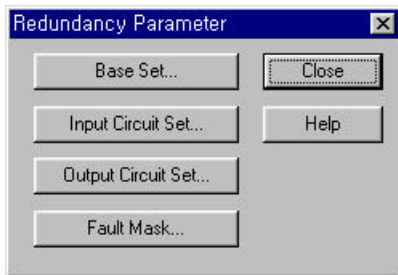 Redundancy Parameter
Base Set...
Close
Input Circuit Set...
Help
Output Circuit Set...
Fault Mask...